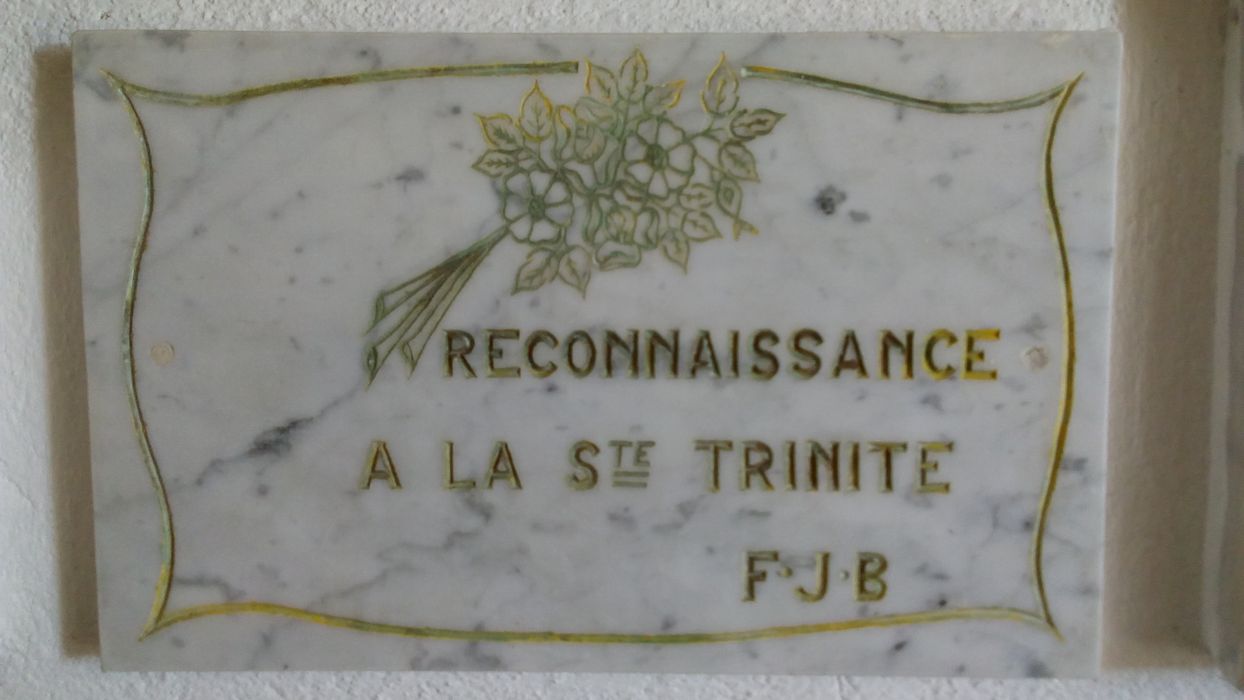 RECONNAISSANCE
A LA STE TRINITE
F·J·B